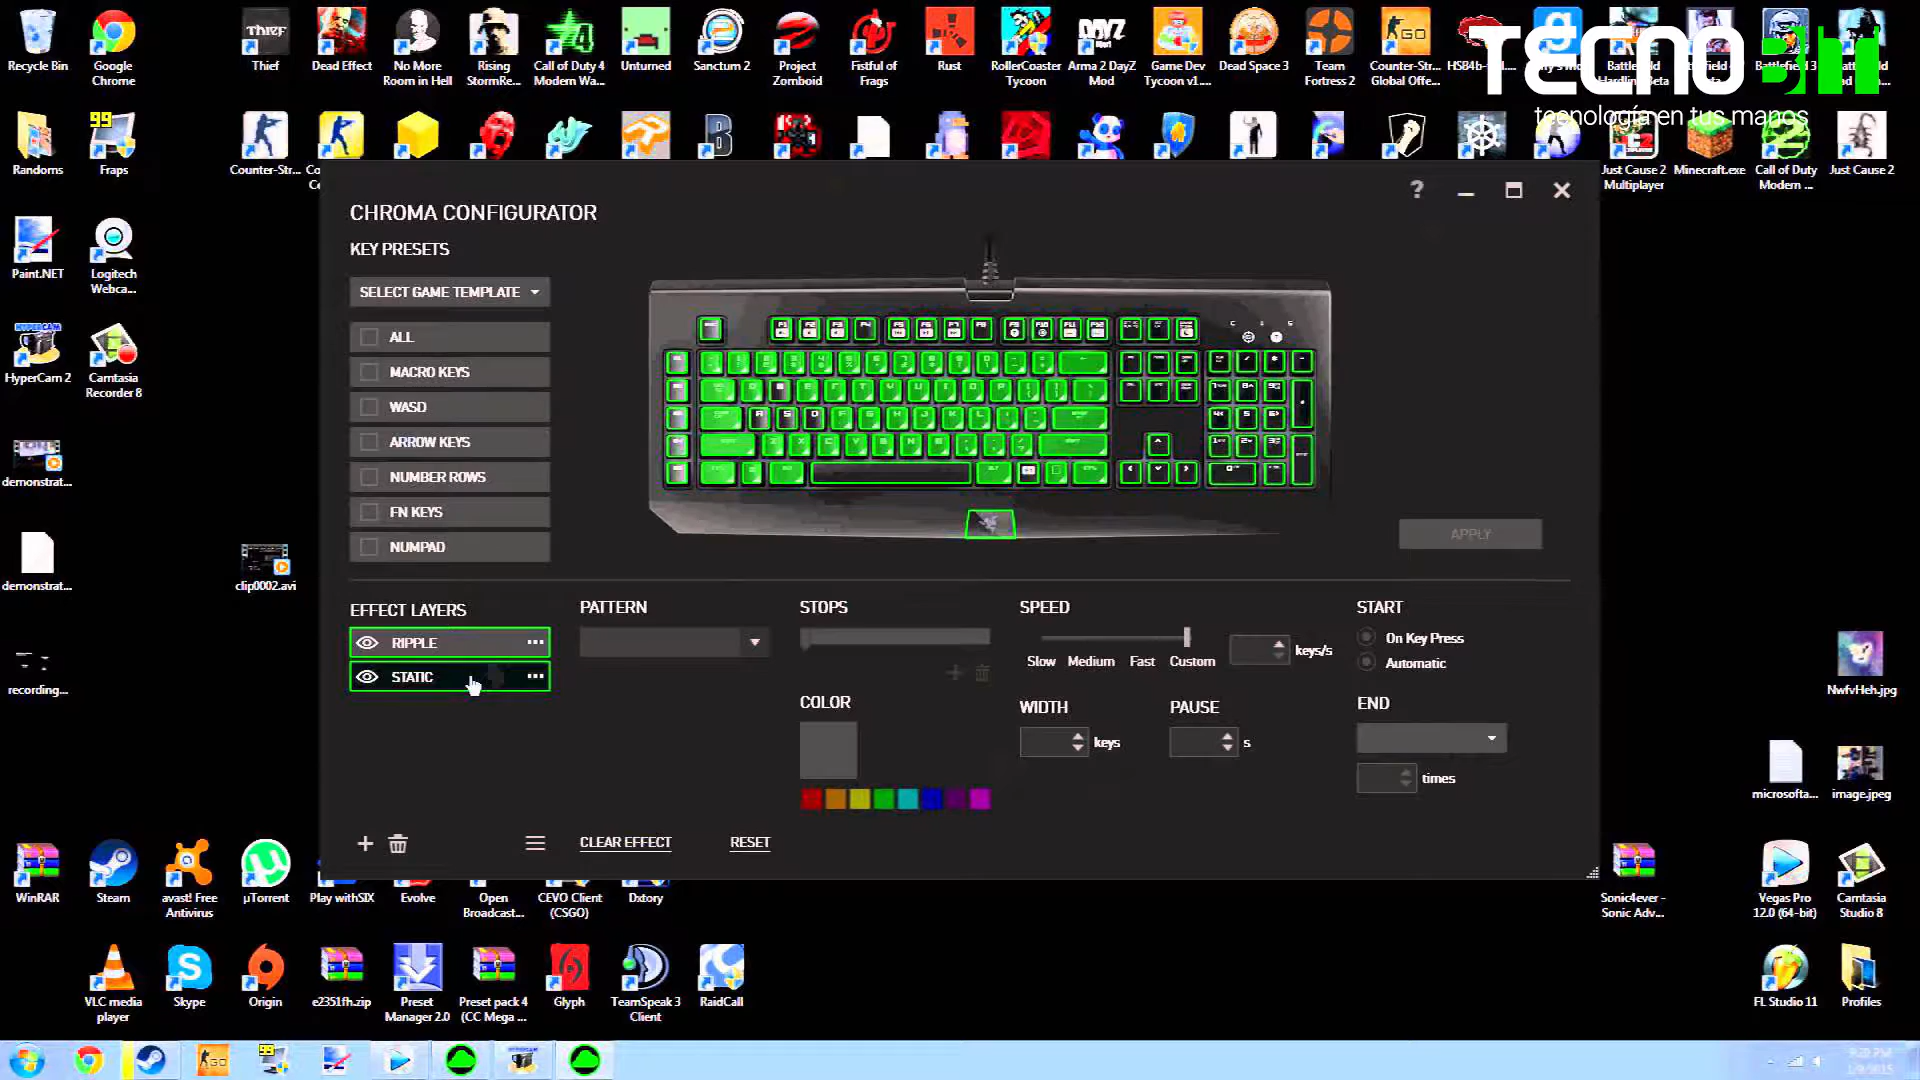 Recycle Bin
Google Chrome
Thief
Dead Effect
No More Room in Hell
Rising StormRe...
Call of Duty 4 Modern Wa...
Unturned
Sanctum 2
Project Zomboid
Fistful of Frags
Rust
RollerCoaster Tycoon
Arma 2 DayZ Mod
Game Dev Tycoon v1....
Dead Space 3
Team Fortress 2
Counter-Str... Global Offe...
TECNO
tecnología en tus manos
Randoms
Fraps
Counter-Str...
Just Cause 2 Multiplayer
Minecraft.exe
Call of Duty Modern ...
Just Cause 2
Paint.NET
Logitech Webca...
HyperCam 2
Camtasia Recorder 8
demonstrat...
demonstrat...
clip0002.avi
recording...
CHROMA CONFIGURATOR
KEY PRESETS
SELECT GAME TEMPLATE
ALL
MACRO KEYS
WASD
ARROW KEYS
NUMBER ROWS
FN KEYS
NUMPAD
APPLY
EFFECT LAYERS
RIPPLE
STATIC
PATTERN
STOPS
COLOR
SPEED
Slow Medium Fast Custom
keys/s
WIDTH
keys
PAUSE
s
START
On Key Press
Automatic
END
times
CLEAR EFFECT
RESET
NwfvHeh.jpg
microsofta...
image.jpeg
WinRAR
Steam
avast! Free Antivirus
µTorrent
Play withSIX
Evolve
Open Broadcast...
CEVO Client (CSGO)
Dxtory
Sonic4ever - Sonic Adv...
Vegas Pro 12.0 (64-bit)
Camtasia Studio 8
VLC media player
Skype
Origin
e2351fh.zip
Preset Manager 2.0
Preset pack 4 (CC Mega ...
Glyph
TeamSpeak 3 Client
RaidCall
FL Studio 11
Profiles